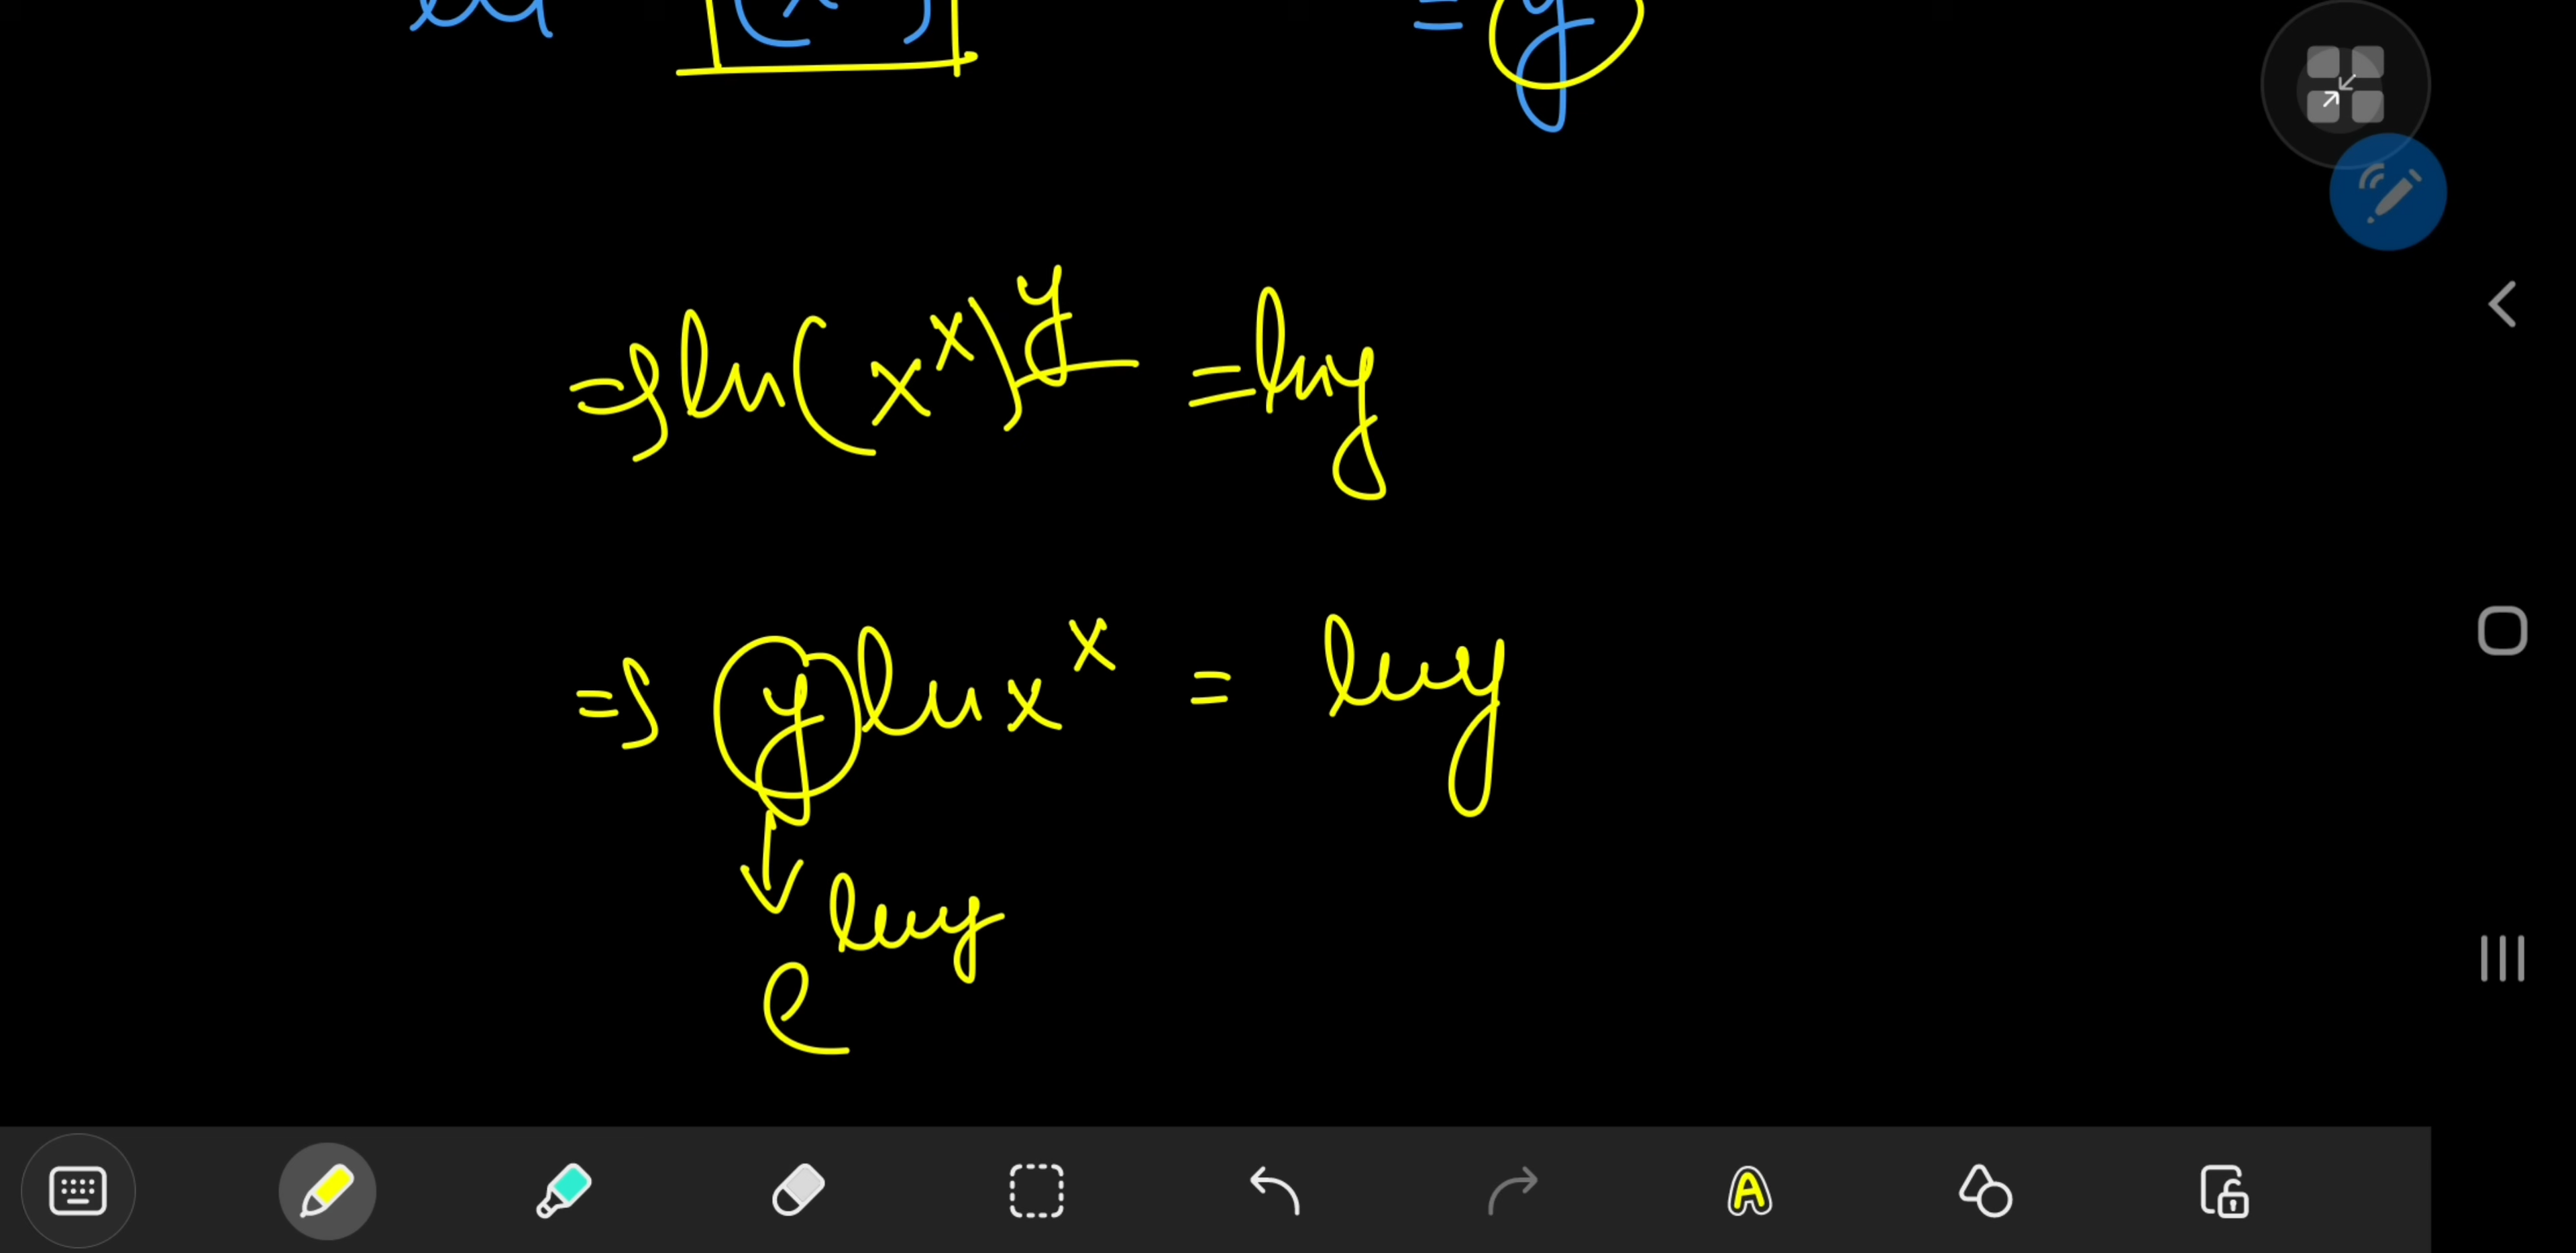 = y
⇒ ln(x^x)^y = ln y
⇒ y ln x^x = ln y
↓
e^ln y
A